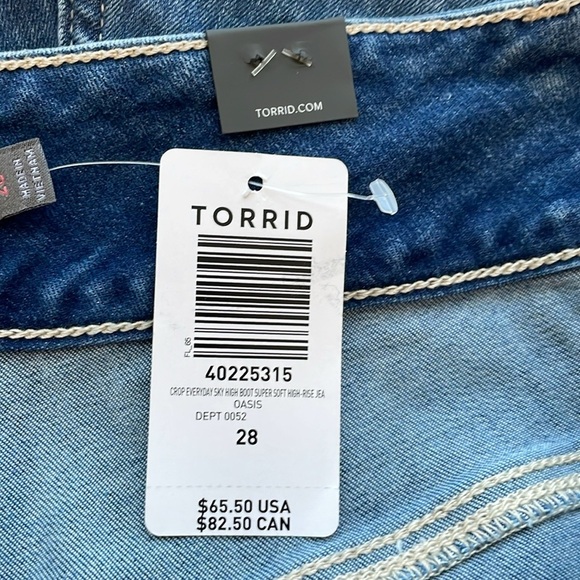 TORRID.COM
MADE IN
VIETNAM
TORRID
FL_65
40225315
CROP EVERYDAY SKY HIGH BOOT SUPER SOFT HIGH-RISE JEA
OASIS
DEPT 0052
28
$65.50 USA
$82.50 CAN